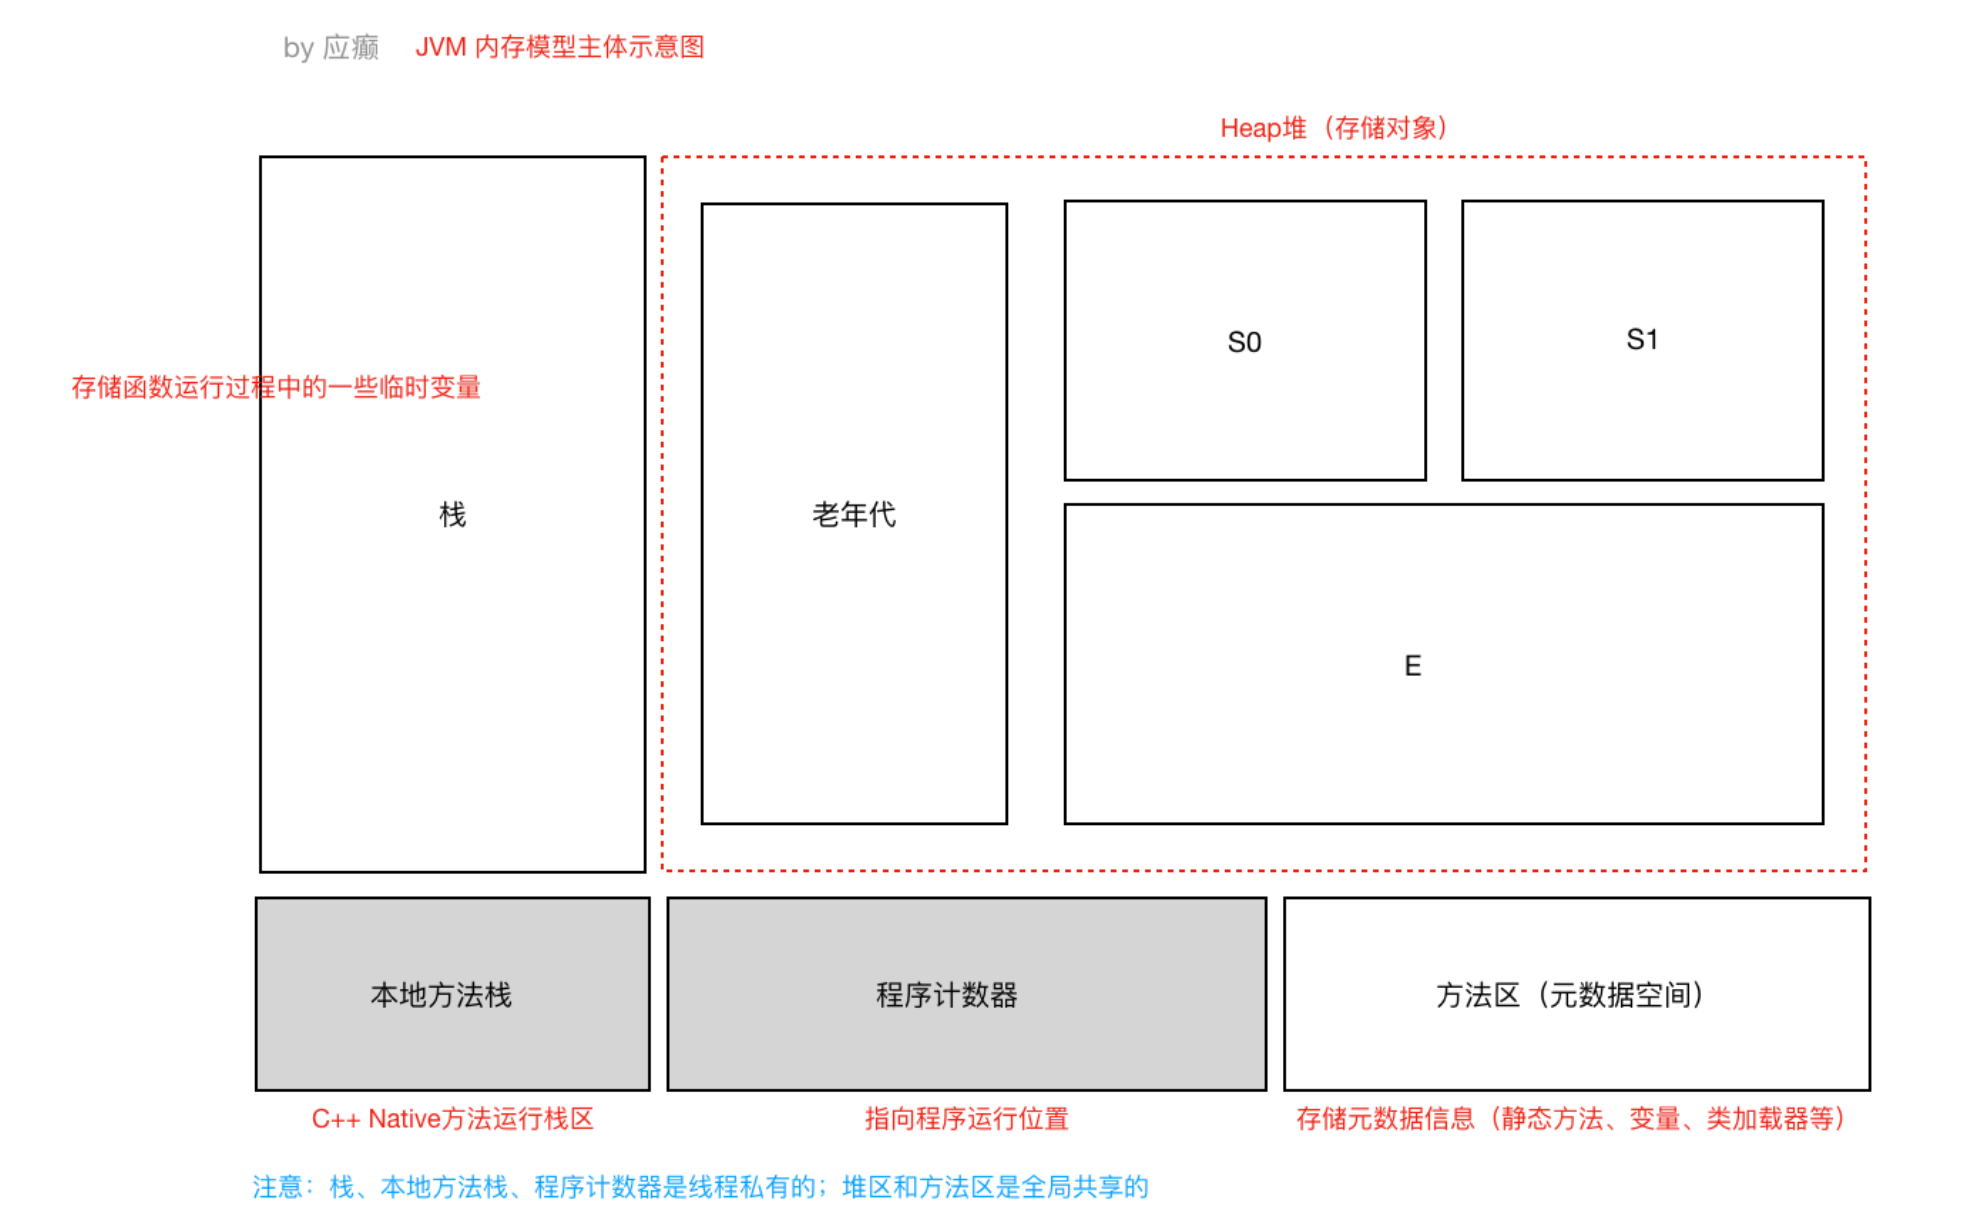 by 应癫 JVM 内存模型主体示意图
Heap堆（存储对象）
S0
S1
存储函数运行过程中的一些临时变量
栈
老年代
E
本地方法栈
程序计数器
方法区（元数据空间）
C++ Native方法运行栈区
指向程序运行位置
存储元数据信息（静态方法、变量、类加载器等）
注意：栈、本地方法栈、程序计数器是线程私有的；堆区和方法区是全局共享的